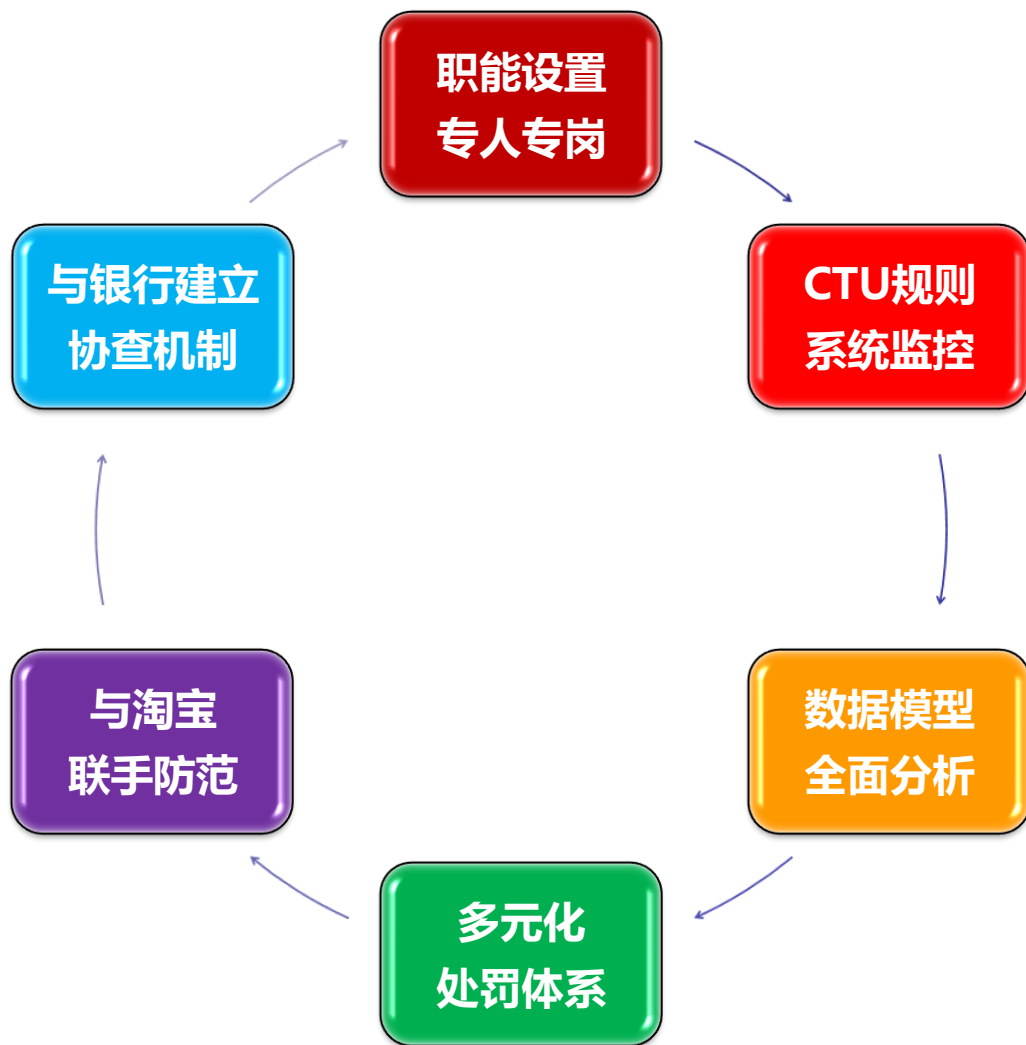 职能设置
专人专岗
CTU规则
系统监控
数据模型
全面分析
多元化
处罚体系
与淘宝
联手防范
与银行建立
协查机制